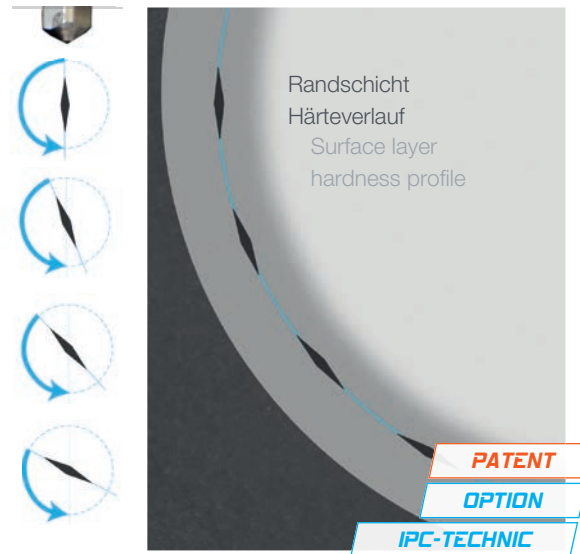 Randschicht
Härteverlauf
Surface layer
hardness profile
PATENT
OPTION
IPC-TECHNIC